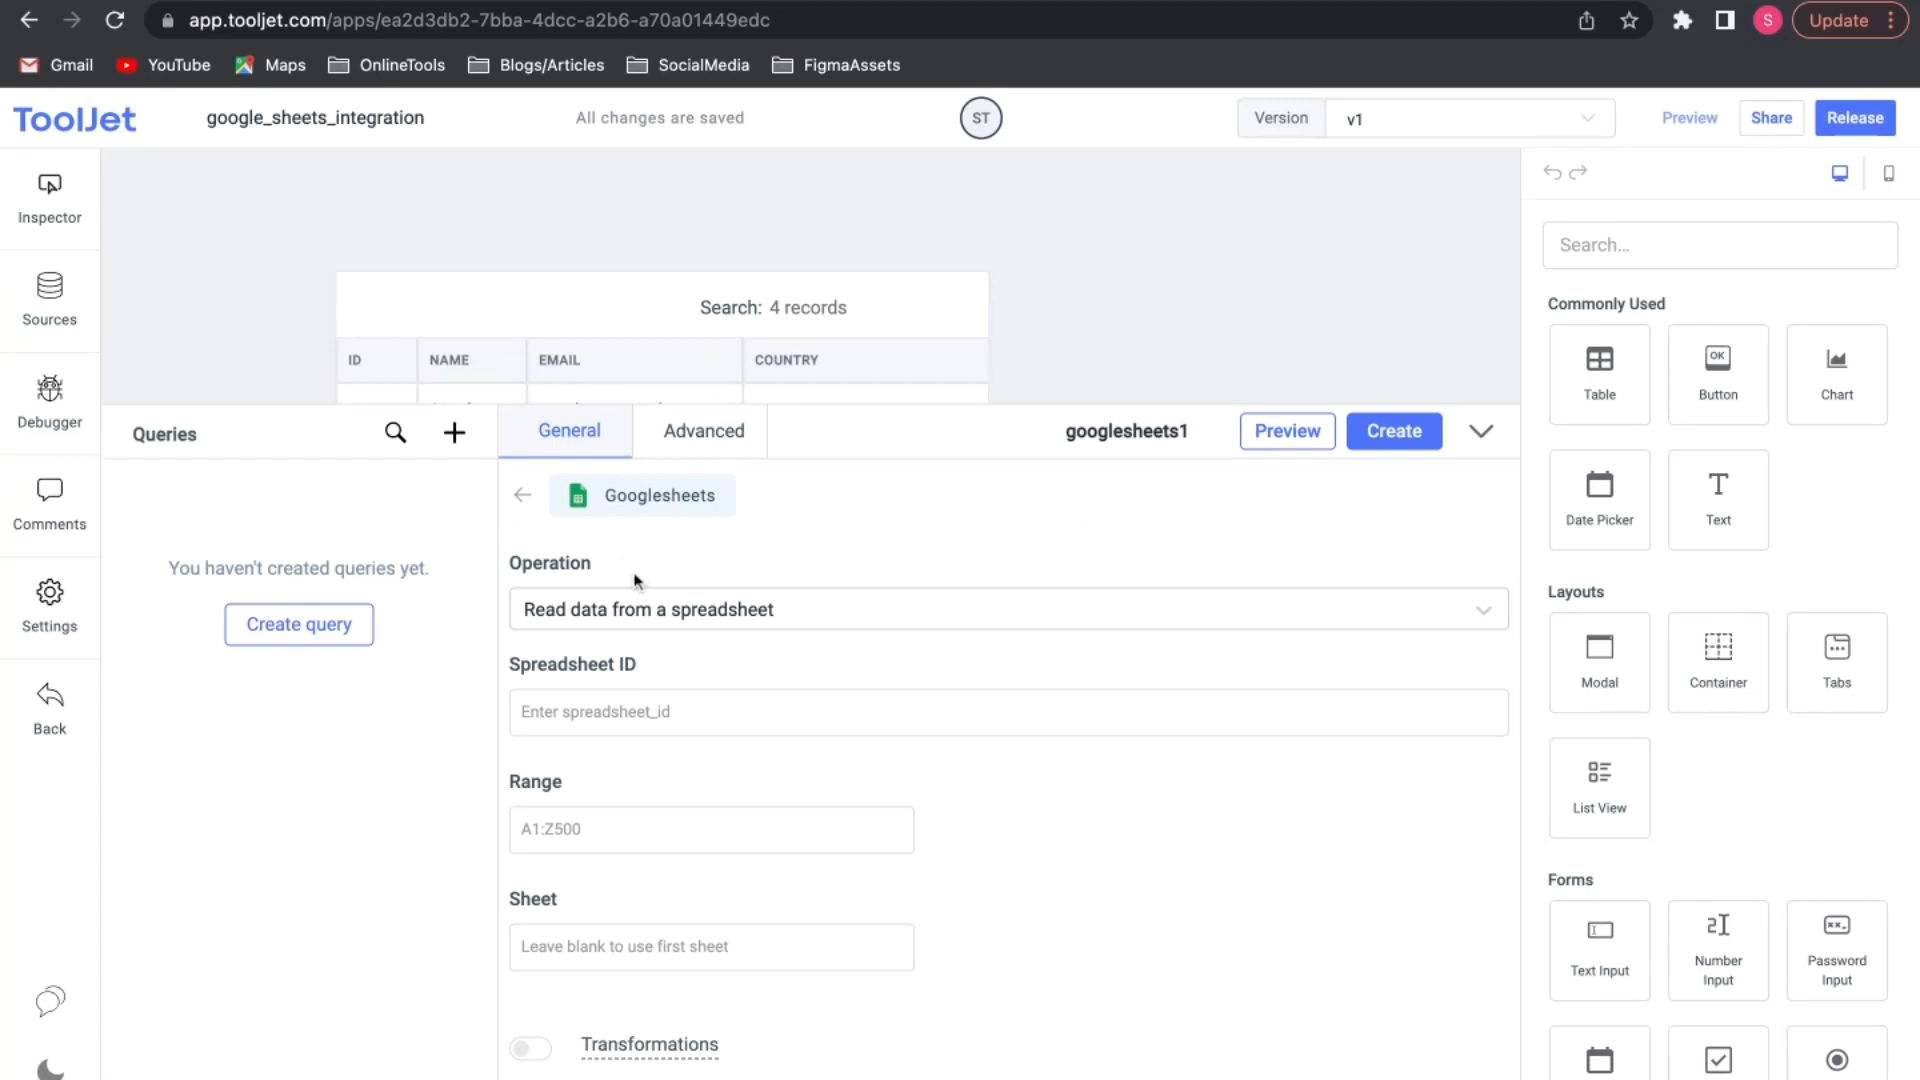 app.tooljet.com/apps/ea2d3db2-7bba-4dcc-a2b6-a70a01449edc
S
Update
Gmail
YouTube
Maps
OnlineTools
Blogs/Articles
SocialMedia
FigmaAssets
ToolJet
google_sheets_integration
All changes are saved
ST
Version
v1
Preview
Share
Release
Inspector
Sources
Debugger
Comments
Settings
Back
Search: 4 records
ID
NAME
EMAIL
COUNTRY
Queries
You haven't created queries yet.
Create query
General
Advanced
googlesheets1
Preview
Create
Googlesheets
Operation
Read data from a spreadsheet
Spreadsheet ID
Enter spreadsheet_id
Range
A1:Z500
Sheet
Leave blank to use first sheet
Transformations
Search...
Commonly Used
Table
OK
Button
Chart
Date Picker
Text
Layouts
Modal
Container
Tabs
List View
Forms
Text Input
Number
Input
Password
Input